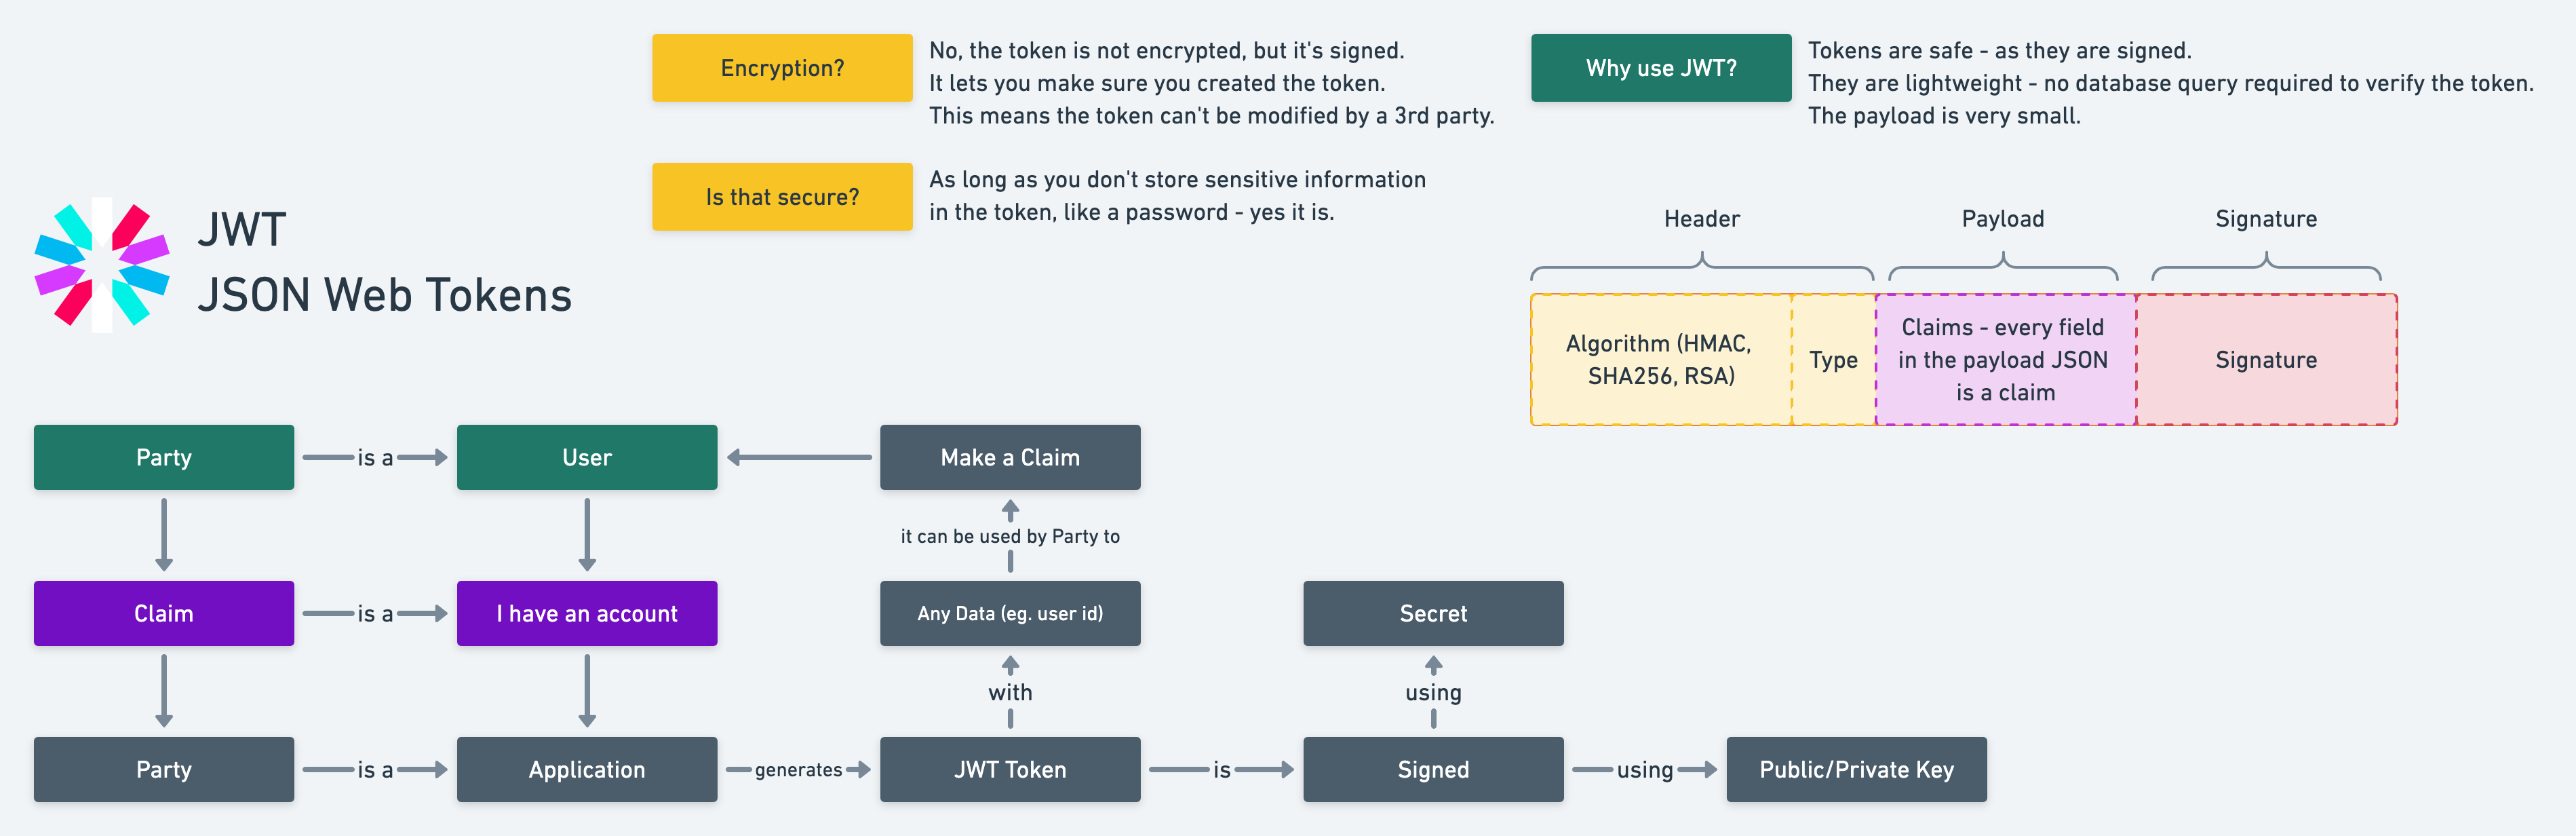 Encryption?
No, the token is not encrypted, but it's signed.
It lets you make sure you created the token.
This means the token can't be modified by a 3rd party.
Why use JWT?
Tokens are safe - as they are signed.
They are lightweight - no database query required to verify the token.
The payload is very small.
Is that secure?
As long as you don't store sensitive information
in the token, like a password - yes it is.
JWT
JSON Web Tokens
Header
Payload
Signature
Algorithm (HMAC,
SHA256, RSA)
Type
Claims - every field
in the payload JSON
is a claim
Signature
Party
is a
User
Make a Claim
it can be used by Party to
Claim
is a
I have an account
Any Data (eg. user id)
Secret
with
using
Party
is a
Application
generates
JWT Token
is
Signed
using
Public/Private Key